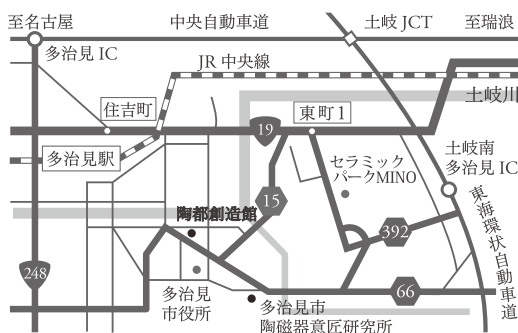 至名古屋
中央自動車道
土岐JCT
至瑞浪
多治見IC
JR中央線
土岐川
住吉町
東町1
19
土岐南
多治見IC
多治見駅
セラミック
パークMINO
15
陶都創造館
392
東海環状自動車道
248
多治見
市役所
66
多治見市
陶磁器意匠研究所